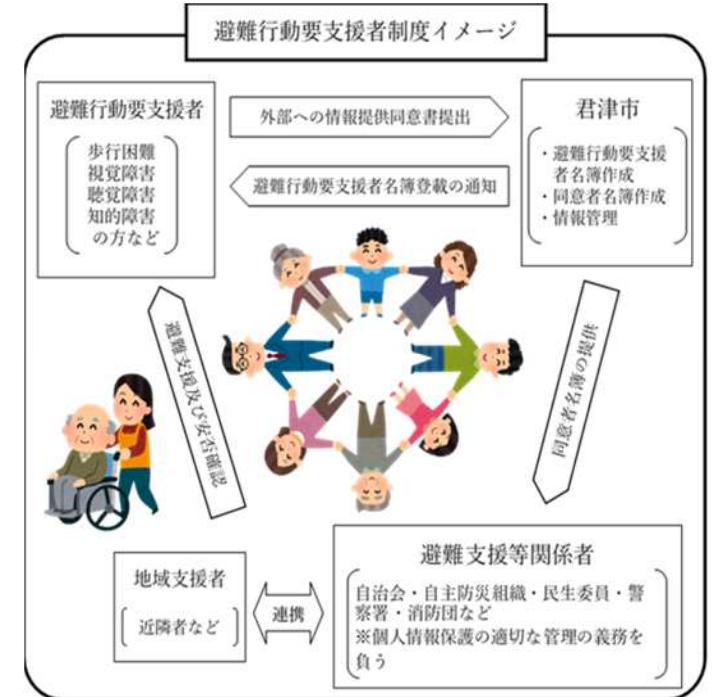 避難行動要支援者制度イメージ
避難行動要支援者
歩行困難
視覚障害
聴覚障害
知的障害
の方など
外部への情報提供同意書提出
避難行動要支援者名簿登載の通知
君津市
・避難行動要支援
者名簿作成
・同意者名簿作成
・情報管理
避難支援及び安否確認
同意者名簿の提供
地域支援者
近隣者など
連携
避難支援等関係者
自治会・自主防災組織・民生委員・警
察署・消防団など
※個人情報保護の適切な管理の義務を
負う